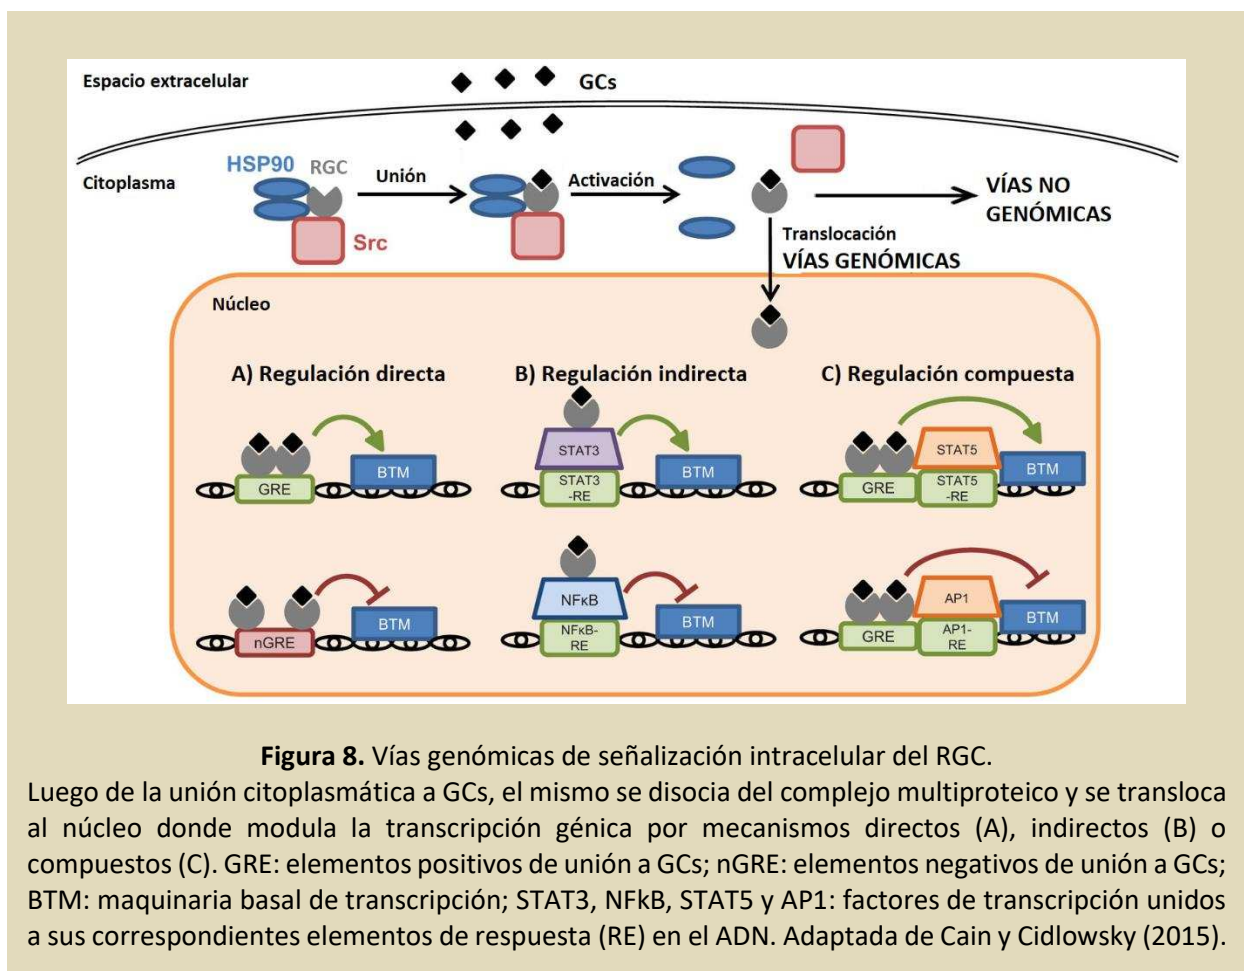 Espacio extracelular
GCs
HSP90
RGC
Citoplasma
Unión
Activación
VÍAS NO
GENÓMICAS
Src
Translocación
VÍAS GENÓMICAS
Núcleo
A) Regulación directa
B) Regulación indirecta
C) Regulación compuesta
GRE
BTM
STAT3
STAT3
-RE
BTM
STAT5
GRE
STAT5
-RE
BTM
nGRE
BTM
NFκB
NFκB-
RE
BTM
AP1
GRE
AP1-
RE
BTM
Figura 8. Vías genómicas de señalización intracelular del RGC.
Luego de la unión citoplasmática a GCs, el mismo se disocia del complejo multiproteico y se transloca
al núcleo donde modula la transcripción génica por mecanismos directos (A), indirectos (B) o
compuestos (C). GRE: elementos positivos de unión a GCs; nGRE: elementos negativos de unión a GCs;
BTM: maquinaria basal de transcripción; STAT3, NFkB, STAT5 y AP1: factores de transcripción unidos
a sus correspondientes elementos de respuesta (RE) en el ADN. Adaptada de Cain y Cidlowsky (2015).